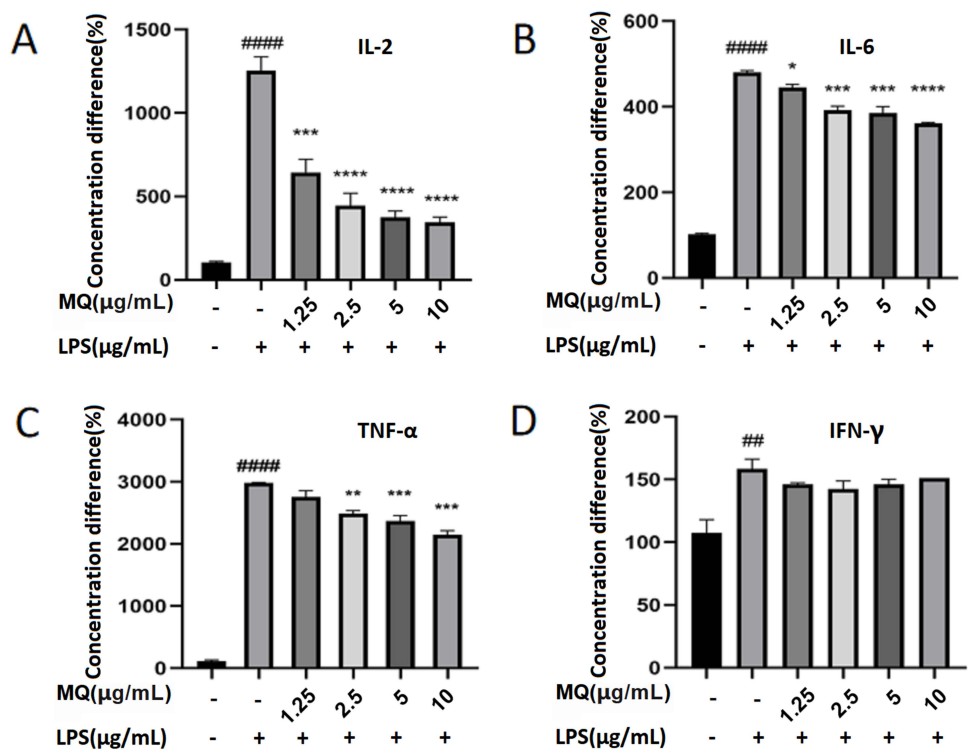 A
Concentration difference(%)
IL-2
1500
1000
500
0
####
***
****
****
****
MQ(μg/mL) - - 1.25 2.5 5 10
LPS(μg/mL) - + + + + +
B
Concentration difference(%)
IL-6
600
400
200
0
####
*
***
***
****
MQ(μg/mL) - - 1.25 2.5 5 10
LPS(μg/mL) - + + + + +
C
Concentration difference(%)
TNF-α
4000
3000
2000
1000
0
####
**
***
***
MQ(μg/mL) - - 1.25 2.5 5 10
LPS(μg/mL) - + + + + +
D
Concentration difference(%)
IFN-γ
200
150
100
50
0
##
MQ(μg/mL) - - 1.25 2.5 5 10
LPS(μg/mL) - + + + + +